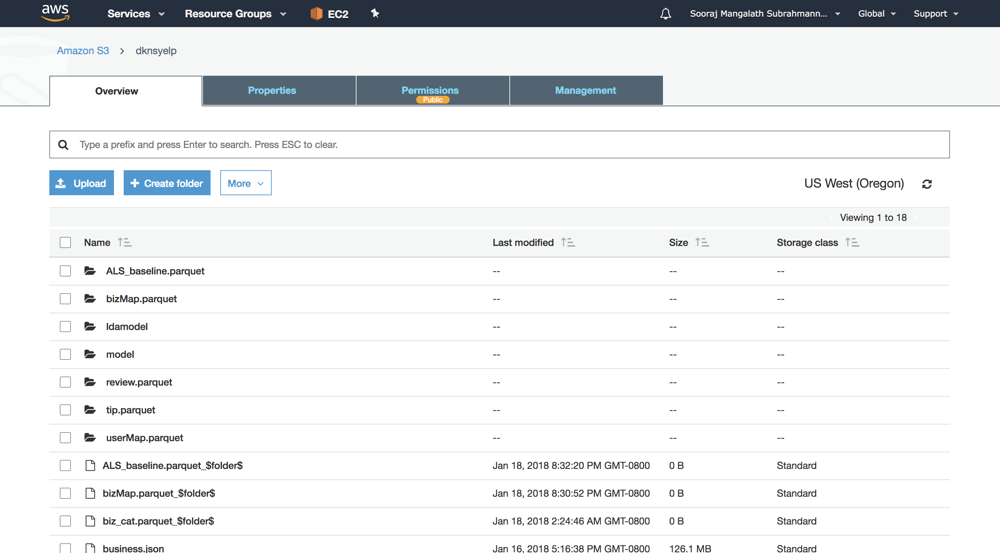 aws Services Resource Groups EC2 Sooraj Mangalath Subrahmann... Global Support
Amazon S3 > dknsyelp
Overview Properties Permissions Management
Public
Type a prefix and press Enter to search. Press ESC to clear.
Upload + Create folder More US West (Oregon)
Viewing 1 to 18
Name Last modified Size Storage class
ALS_baseline.parquet -- -- --
bizMap.parquet -- -- --
ldamodel -- -- --
model -- -- --
review.parquet -- -- --
tip.parquet -- -- --
userMap.parquet -- -- --
ALS_baseline.parquet_$folder$ Jan 18, 2018 8:32:20 PM GMT-0800 0 B Standard
bizMap.parquet_$folder$ Jan 18, 2018 8:30:52 PM GMT-0800 0 B Standard
biz_cat.parquet_$folder$ Jan 18, 2018 2:24:46 AM GMT-0800 0 B Standard
business.json Jan 16, 2018 5:16:38 PM GMT-0800 126.1 MB Standard